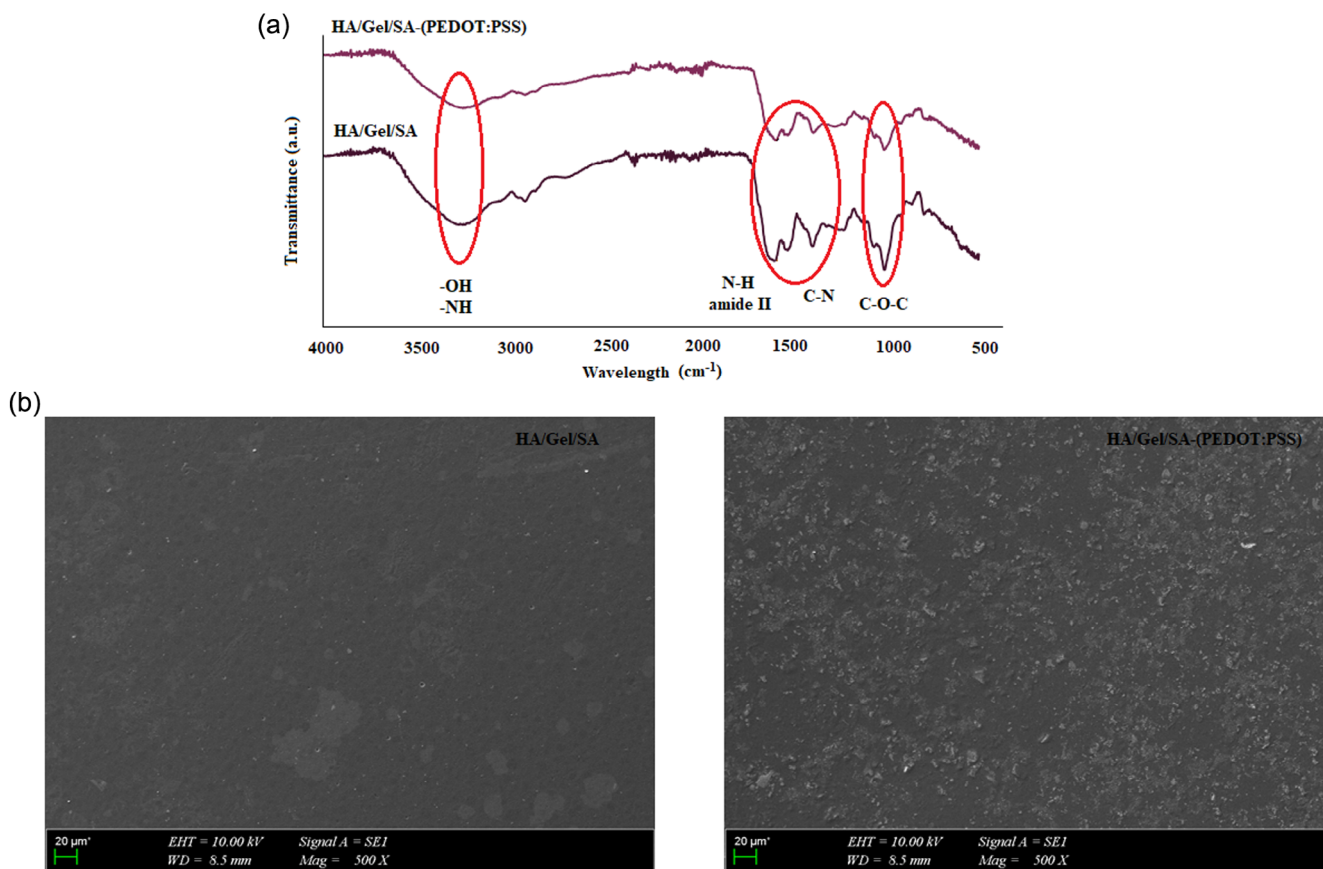 (a)
HA/Gel/SA-(PEDOT:PSS)
HA/Gel/SA
Transmittance (a.u.)
-OH
-NH
N-H
amide II
C-N
C-O-C
4000 3500 3000 2500 2000 1500 1000 500
Wavelength (cm⁻¹)
(b)
HA/Gel/SA
20 µm*
EHT = 10.00 kV Signal A = SE1
WD = 8.5 mm Mag = 500 X
HA/Gel/SA-(PEDOT:PSS)
20 µm*
EHT = 10.00 kV Signal A = SE1
WD = 8.5 mm Mag = 500 X